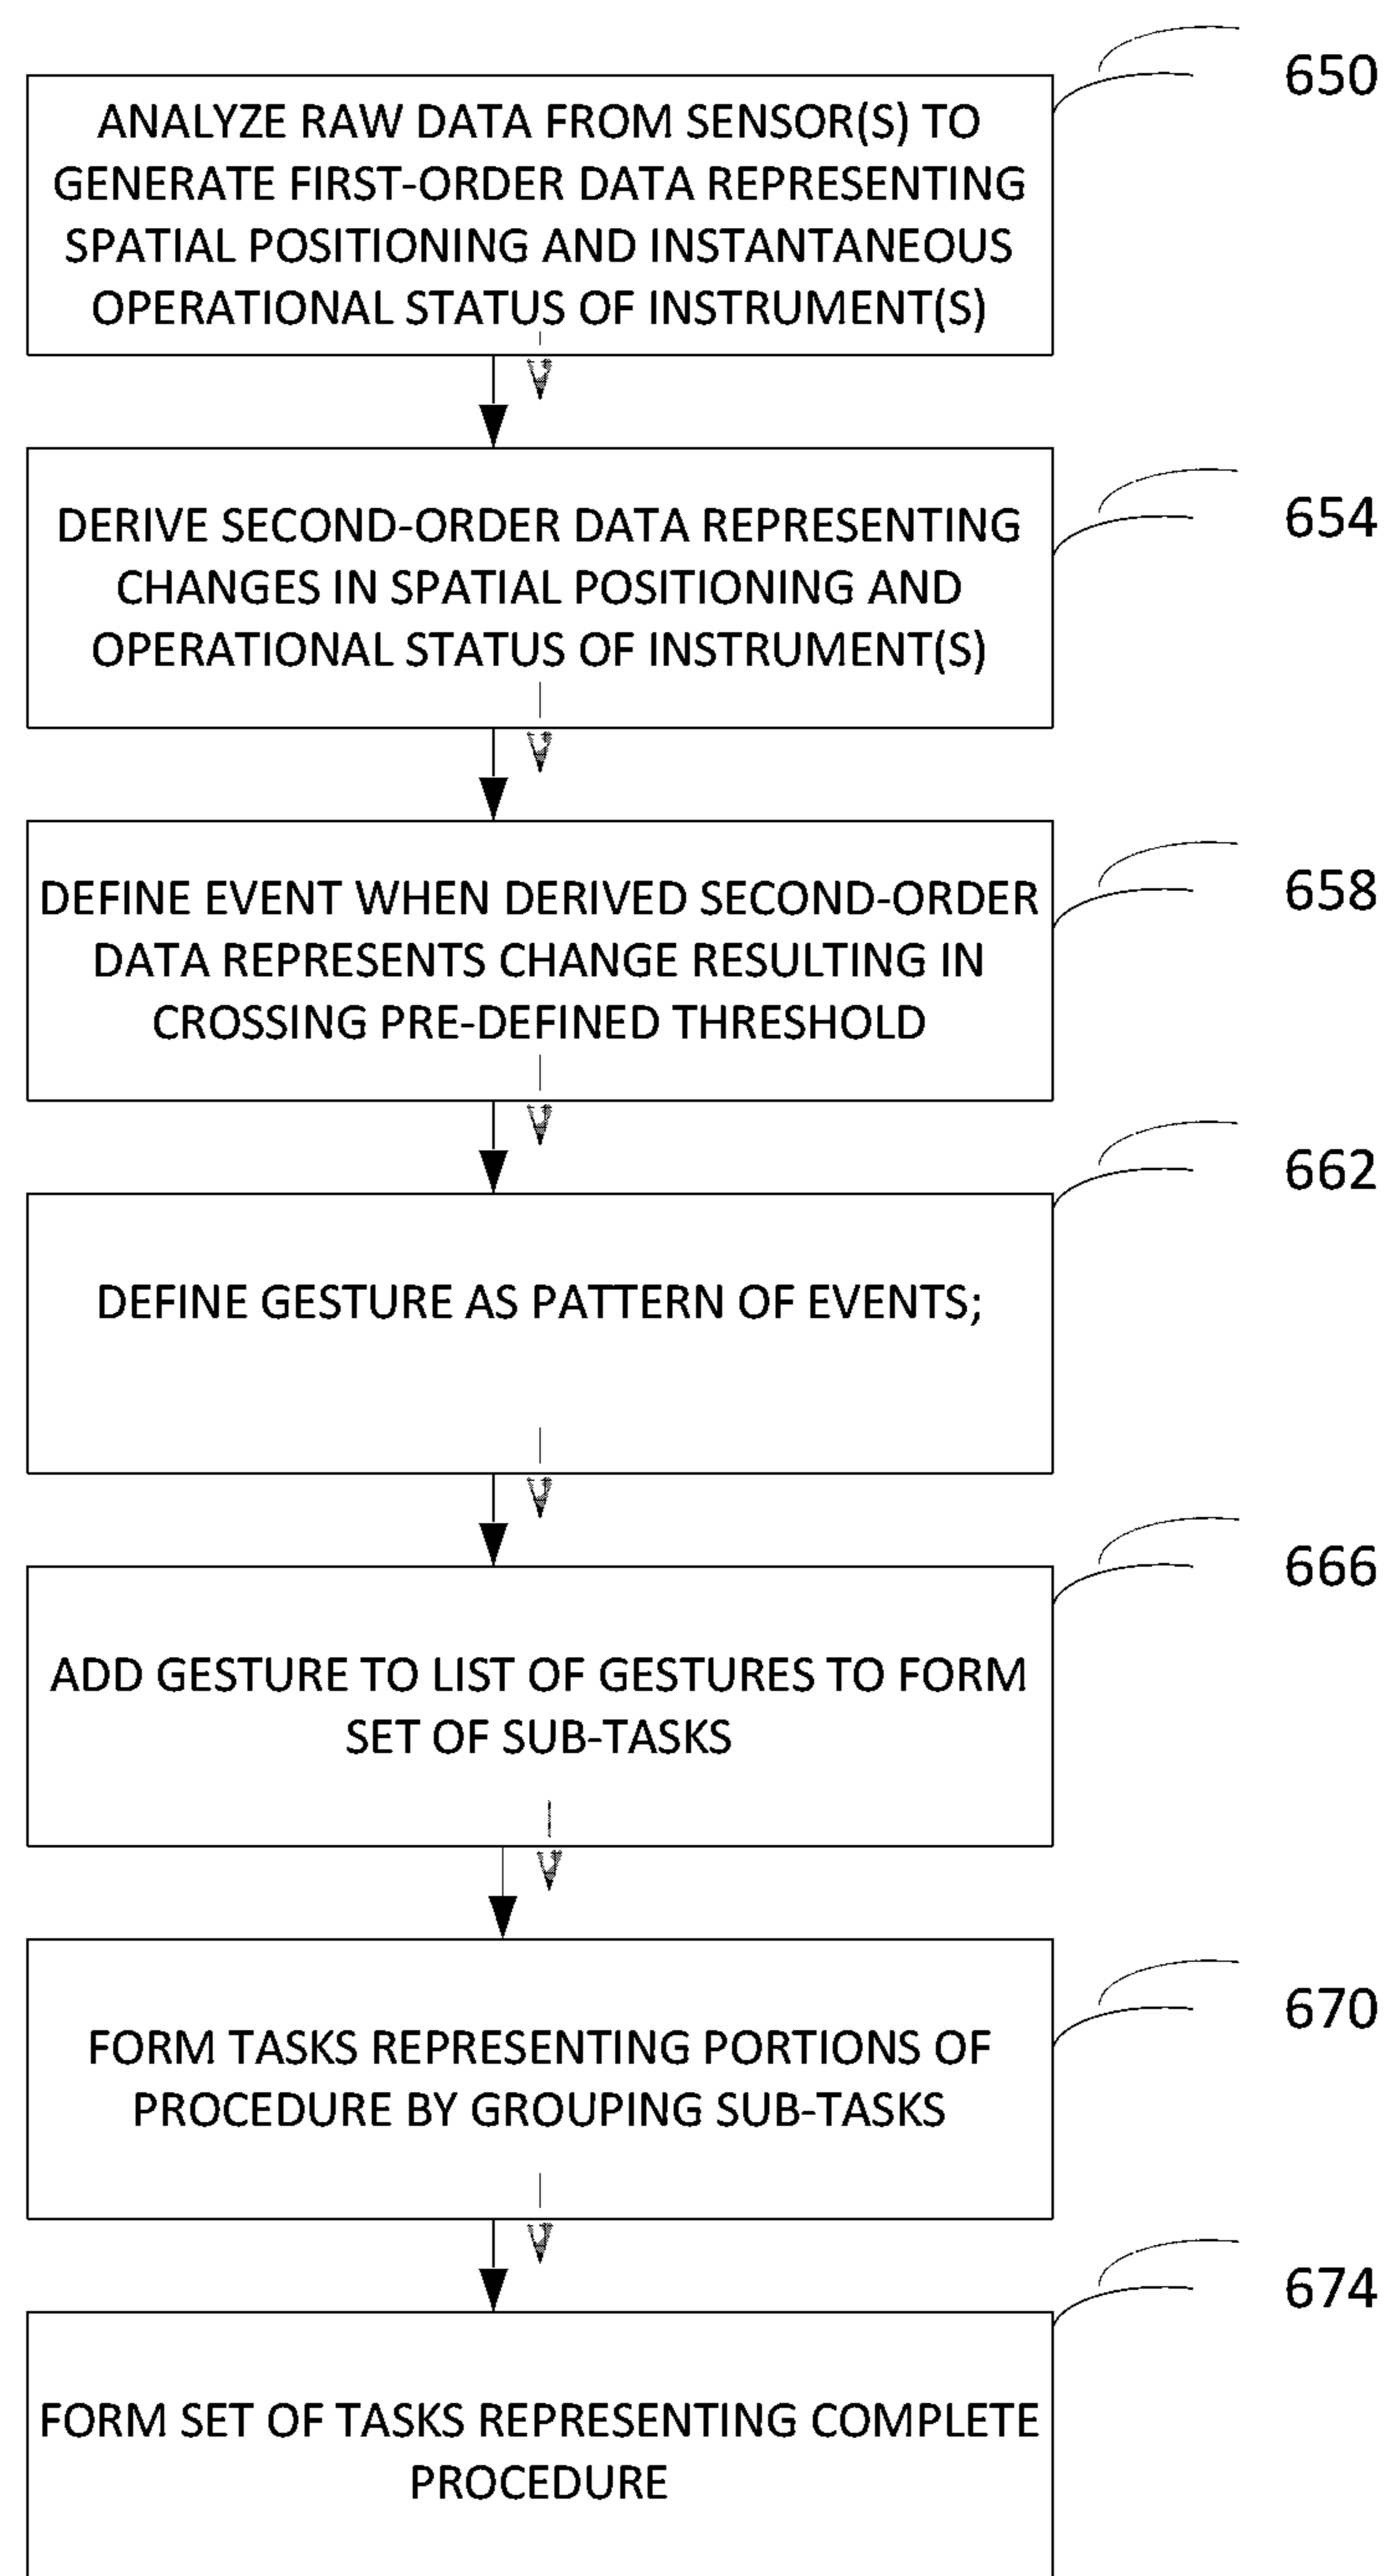 650
ANALYZE RAW DATA FROM SENSOR(S) TO
GENERATE FIRST-ORDER DATA REPRESENTING
SPATIAL POSITIONING AND INSTANTANEOUS
OPERATIONAL STATUS OF INSTRUMENT(S)
654
DERIVE SECOND-ORDER DATA REPRESENTING
CHANGES IN SPATIAL POSITIONING AND
OPERATIONAL STATUS OF INSTRUMENT(S)
658
DEFINE EVENT WHEN DERIVED SECOND-ORDER
DATA REPRESENTS CHANGE RESULTING IN
CROSSING PRE-DEFINED THRESHOLD
662
DEFINE GESTURE AS PATTERN OF EVENTS;
666
ADD GESTURE TO LIST OF GESTURES TO FORM
SET OF SUB-TASKS
670
FORM TASKS REPRESENTING PORTIONS OF
PROCEDURE BY GROUPING SUB-TASKS
674
FORM SET OF TASKS REPRESENTING COMPLETE
PROCEDURE